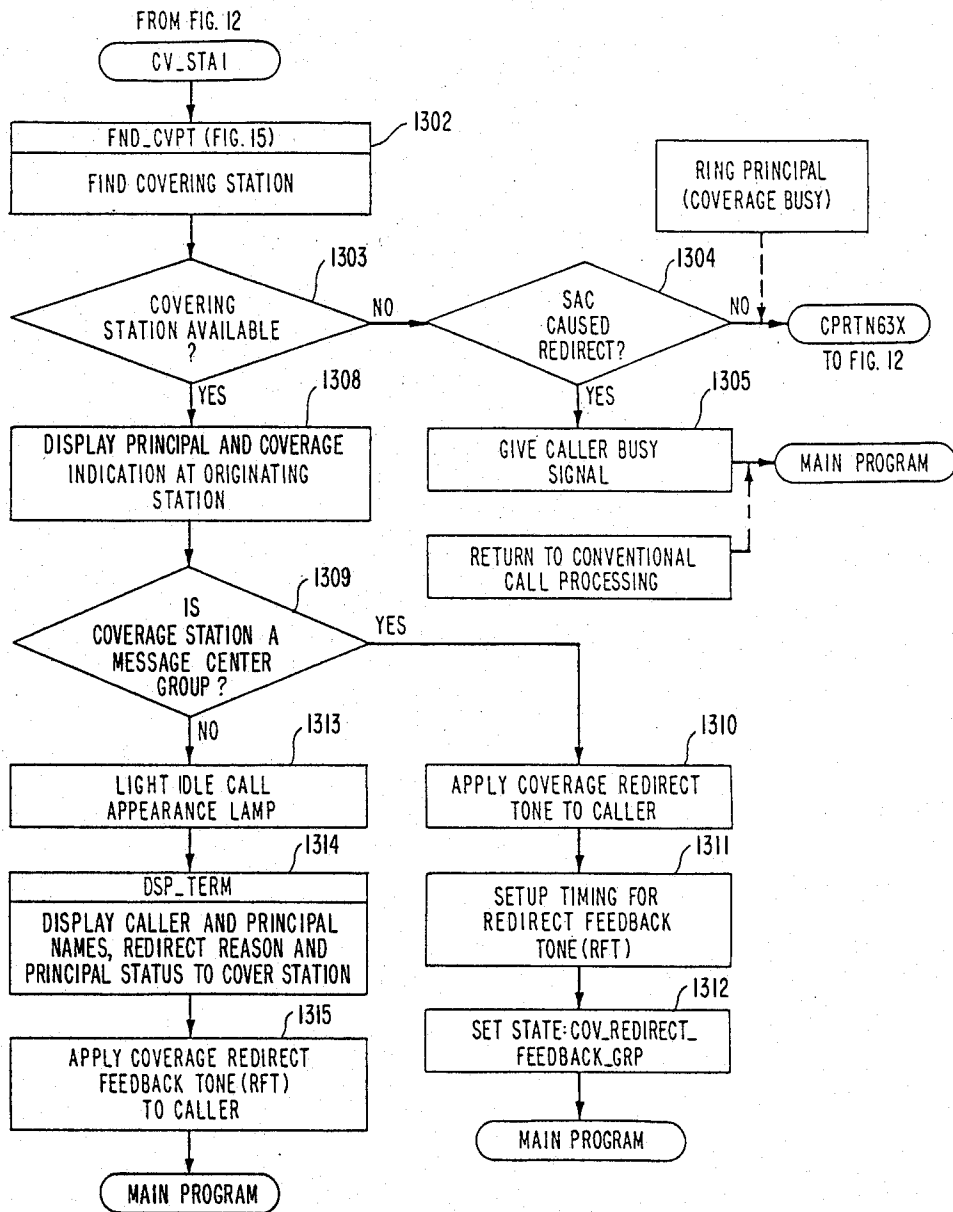 FROM FIG. 12
CV_STA1
1302
FND_CVPT (FIG. 15)
FIND COVERING STATION
RING PRINCIPAL
(COVERAGE BUSY)
1303
COVERING
STATION AVAILABLE
?
NO
1304
SAC
CAUSED
REDIRECT?
NO
CPRTN63X
TO FIG. 12
YES
1308
YES
1305
DISPLAY PRINCIPAL AND COVERAGE
INDICATION AT ORIGINATING
STATION
GIVE CALLER BUSY
SIGNAL
MAIN PROGRAM
RETURN TO CONVENTIONAL
CALL PROCESSING
1309
IS
COVERAGE STATION A
MESSAGE CENTER
GROUP ?
YES
NO
1313
LIGHT IDLE CALL
APPEARANCE LAMP
1310
APPLY COVERAGE REDIRECT
TONE TO CALLER
1314
DSP_TERM
DISPLAY CALLER AND PRINCIPAL
NAMES, REDIRECT REASON AND
PRINCIPAL STATUS TO COVER STATION
1311
SETUP TIMING FOR
REDIRECT FEEDBACK
TONE (RFT)
1312
SET STATE: COV_REDIRECT_
FEEDBACK_GRP
1315
APPLY COVERAGE REDIRECT
FEEDBACK TONE (RFT)
TO CALLER
MAIN PROGRAM
MAIN PROGRAM